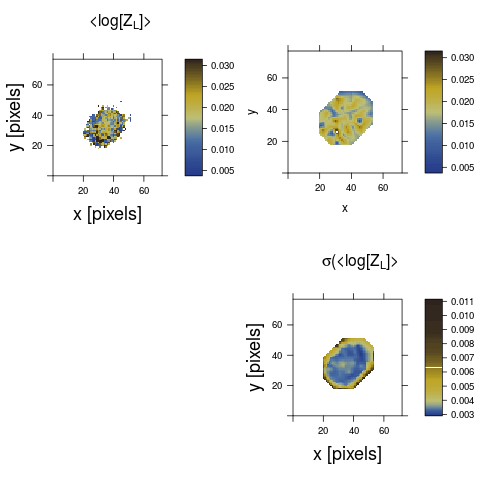 <log[Z_L]>
y [pixels]
60
40
20
20 40 60
x [pixels]
0.030
0.025
0.020
0.015
0.010
0.005
y
60
40
20
20 40 60
x
0.030
0.025
0.020
0.015
0.010
0.005
σ(<log[Z_L]>
y [pixels]
60
40
20
20 40 60
x [pixels]
0.011
0.010
0.009
0.008
0.007
0.006
0.005
0.004
0.003